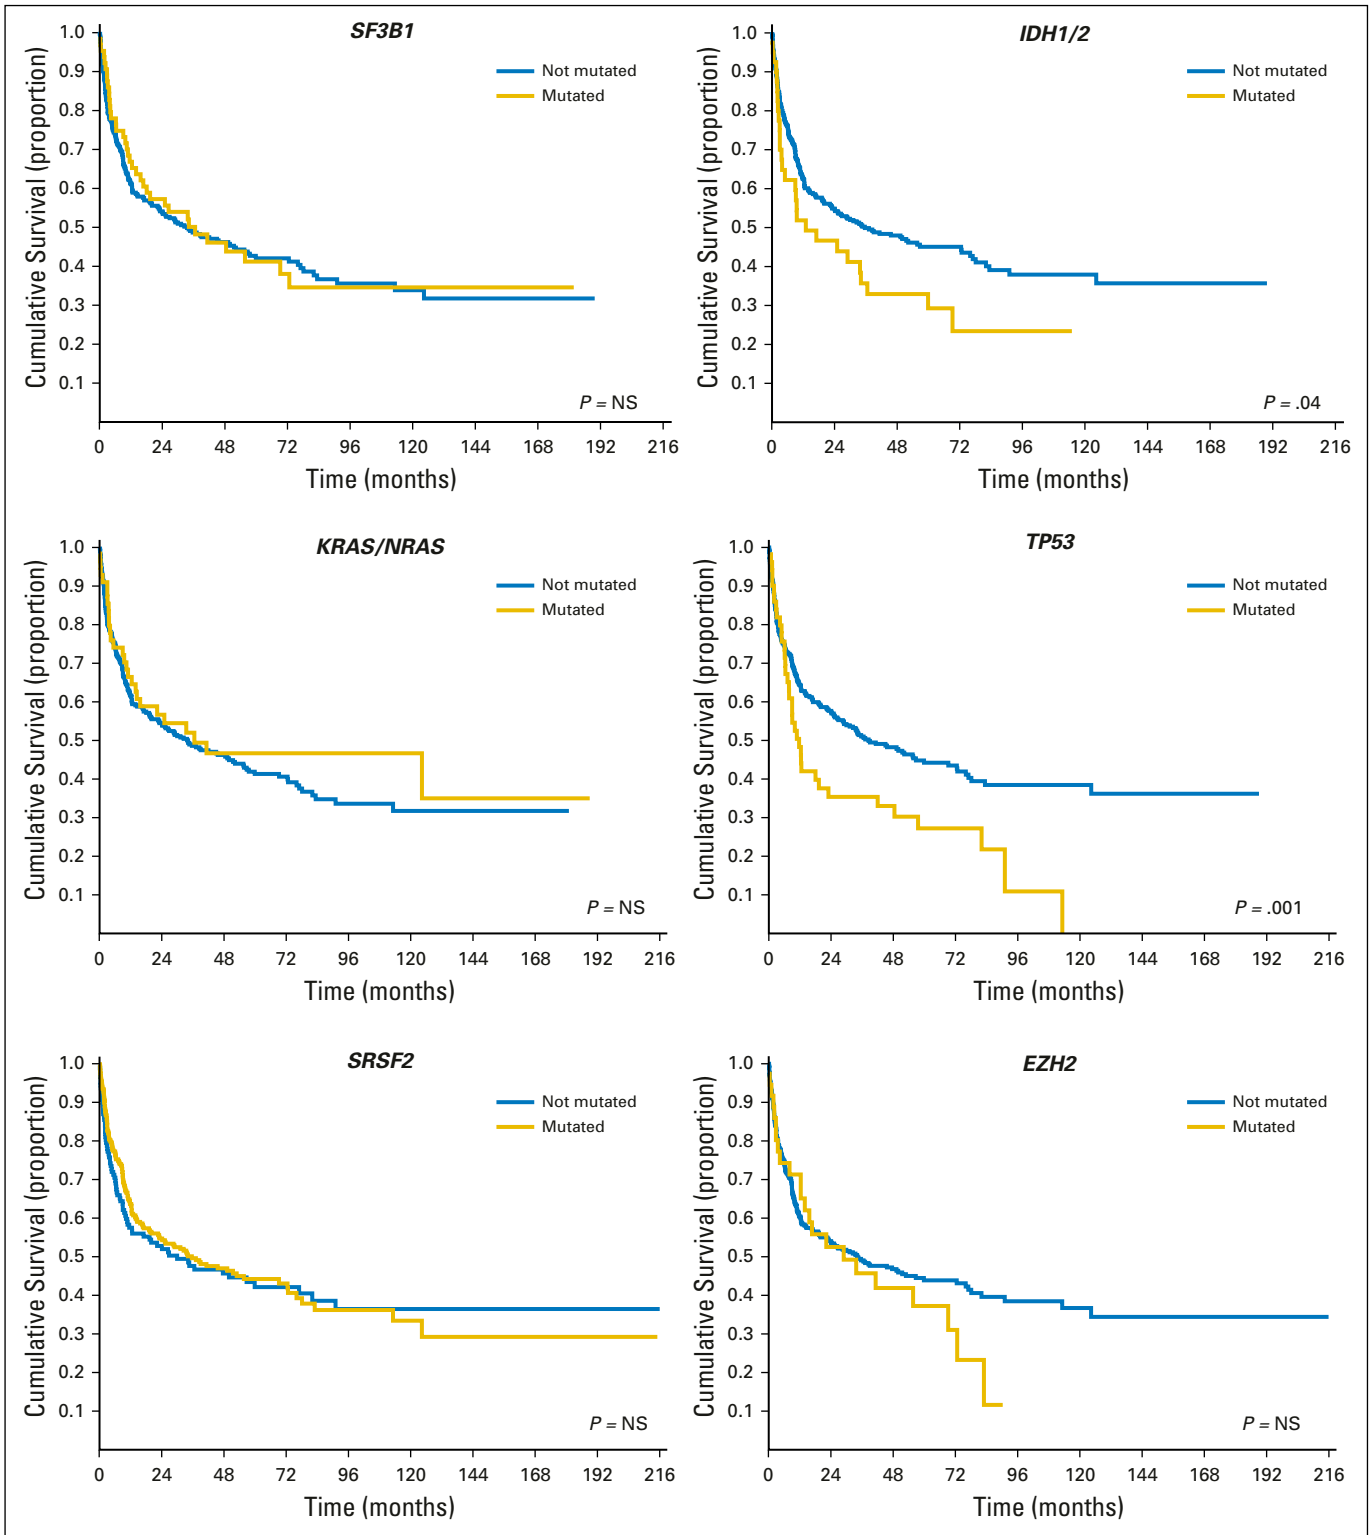 SF3B1
Cumulative Survival (proportion)
1.0
0.9
0.8
0.7
0.6
0.5
0.4
0.3
0.2
0.1
Not mutated
Mutated
P = NS
0 24 48 72 96 120 144 168 192 216
Time (months)
IDH1/2
Cumulative Survival (proportion)
1.0
0.9
0.8
0.7
0.6
0.5
0.4
0.3
0.2
0.1
Not mutated
Mutated
P = .04
0 24 48 72 96 120 144 168 192 216
Time (months)
KRAS/NRAS
Cumulative Survival (proportion)
1.0
0.9
0.8
0.7
0.6
0.5
0.4
0.3
0.2
0.1
Not mutated
Mutated
P = NS
0 24 48 72 96 120 144 168 192 216
Time (months)
TP53
Cumulative Survival (proportion)
1.0
0.9
0.8
0.7
0.6
0.5
0.4
0.3
0.2
0.1
Not mutated
Mutated
P = .001
0 24 48 72 96 120 144 168 192 216
Time (months)
SRSF2
Cumulative Survival (proportion)
1.0
0.9
0.8
0.7
0.6
0.5
0.4
0.3
0.2
0.1
Not mutated
Mutated
P = NS
0 24 48 72 96 120 144 168 192 216
Time (months)
EZH2
Cumulative Survival (proportion)
1.0
0.9
0.8
0.7
0.6
0.5
0.4
0.3
0.2
0.1
Not mutated
Mutated
P = NS
0 24 48 72 96 120 144 168 192 216
Time (months)